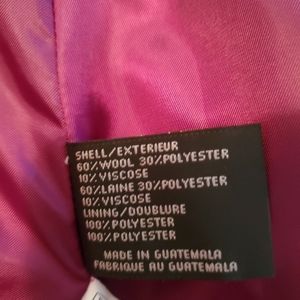 SHELL/EXTERIEUR
60%WOOL 30%POLYESTER
10%VISCOSE
60%LAINE 30%POLYESTER
10%VISCOSE
LINING/DOUBLURE
100%POLYESTER
100%POLYESTER
MADE IN GUATEMALA
FABRIQUE AU GUATEMALA